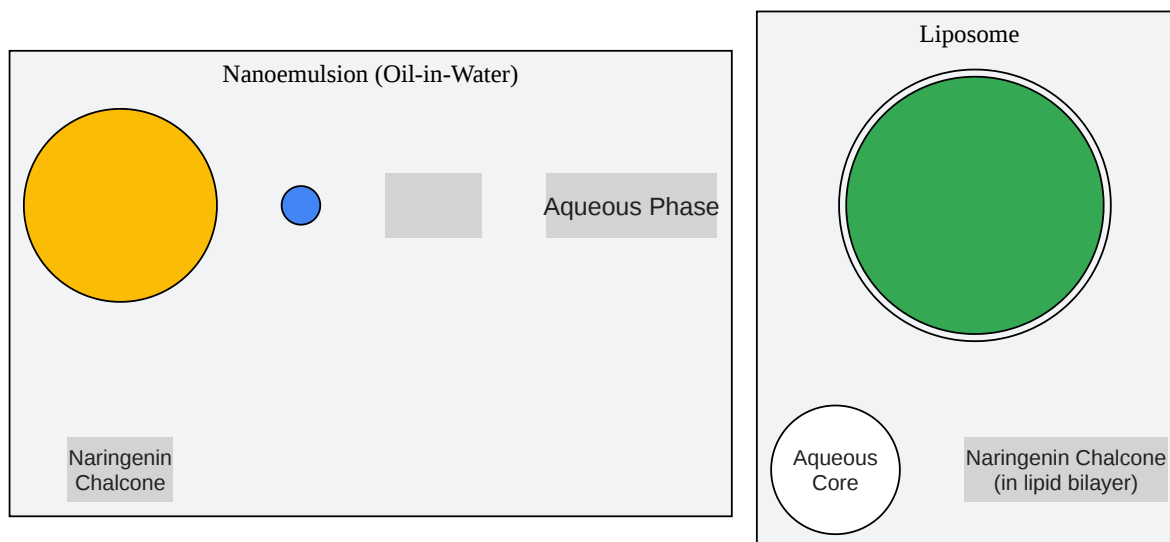 Nanoemulsion (Oil-in-Water)
Aqueous Phase
Naringenin
Chalcone
Liposome
Aqueous
Core
Naringenin Chalcone
(in lipid bilayer)